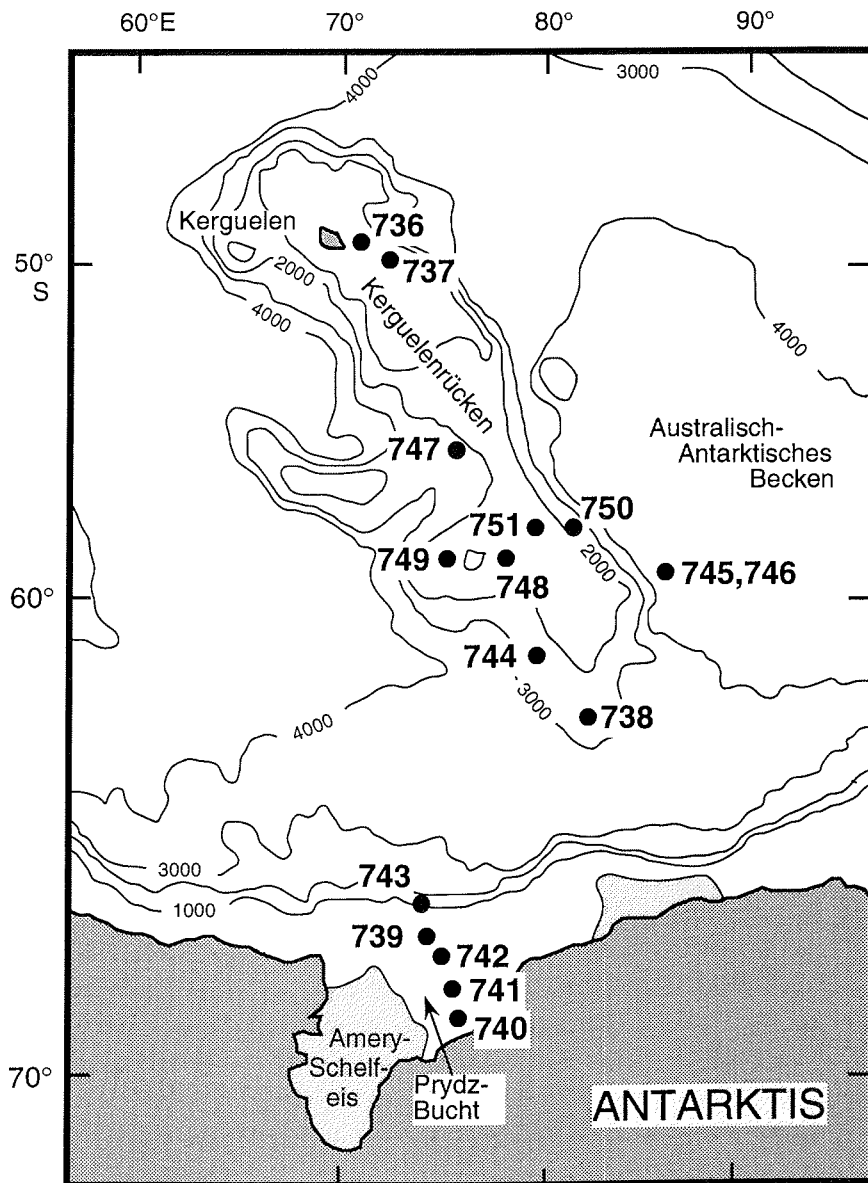 60°E 70° 80° 90°
4000
3000
Kerguelen
736
737
50°
S
2000
4000
4000
Kerguelenrücken
Australisch-
Antarktisches
Becken
747
751
750
749
748
2000
745,746
60°
744
3000
738
4000
3000
743
1000
739
742
741
740
Amery-
Schelf-
eis
Prydz-
Bucht
70°
ANTARKTIS